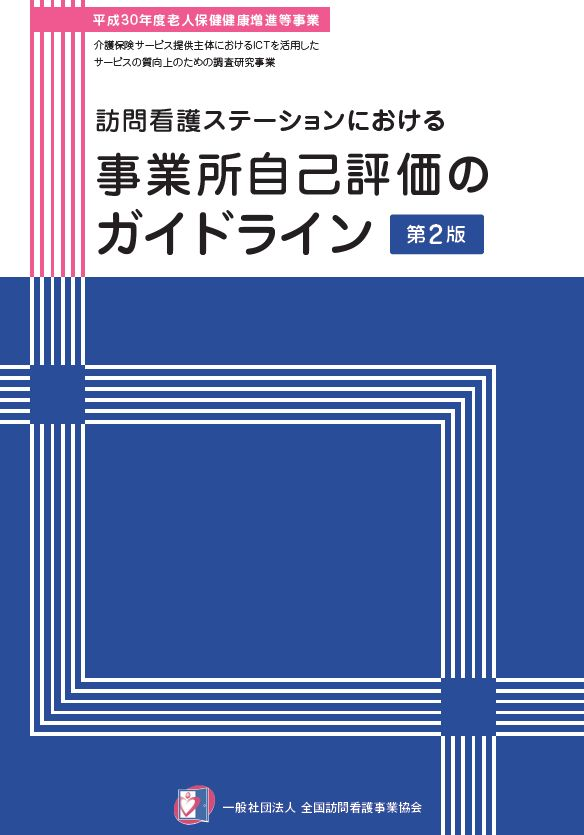 平成30年度老人保健健康増進等事業
介護保険サービス提供主体におけるICTを活用した
サービスの質向上のための調査研究事業
訪問看護ステーションにおける
事業所自己評価の
ガイドライン 第2版
一般社団法人 全国訪問看護事業協会